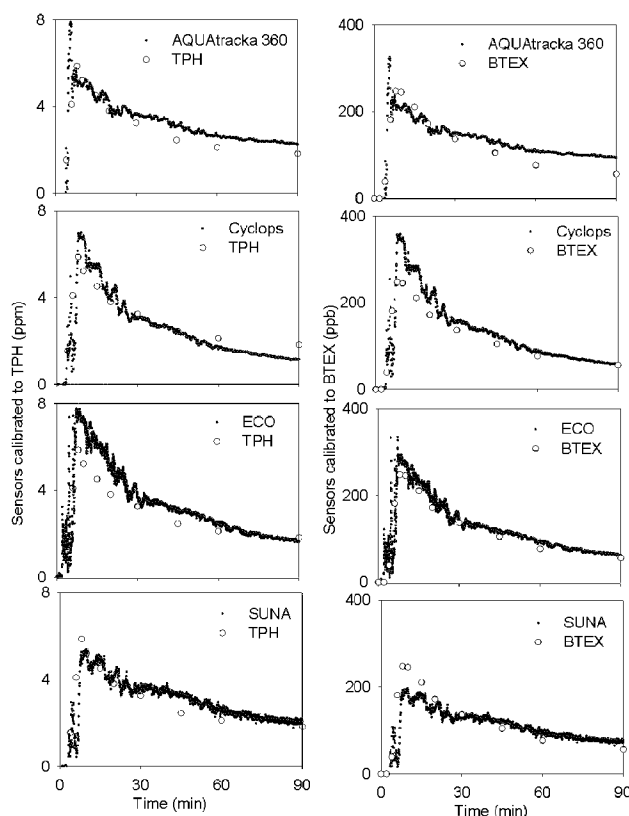 8
4
0
AQUAtracka 360
TPH
8
4
0
Cyclops
TPH
8
4
0
ECO
TPH
8
4
0
SUNA
TPH
0 30 60 90
Time (min)
Sensors calibrated to TPH (ppm)
400
200
0
AQUAtracka 360
BTEX
400
200
0
Cyclops
BTEX
400
200
0
ECO
BTEX
400
200
0
SUNA
BTEX
0 30 60 90
Time (min)
Sensors calibrated to BTEX (ppb)